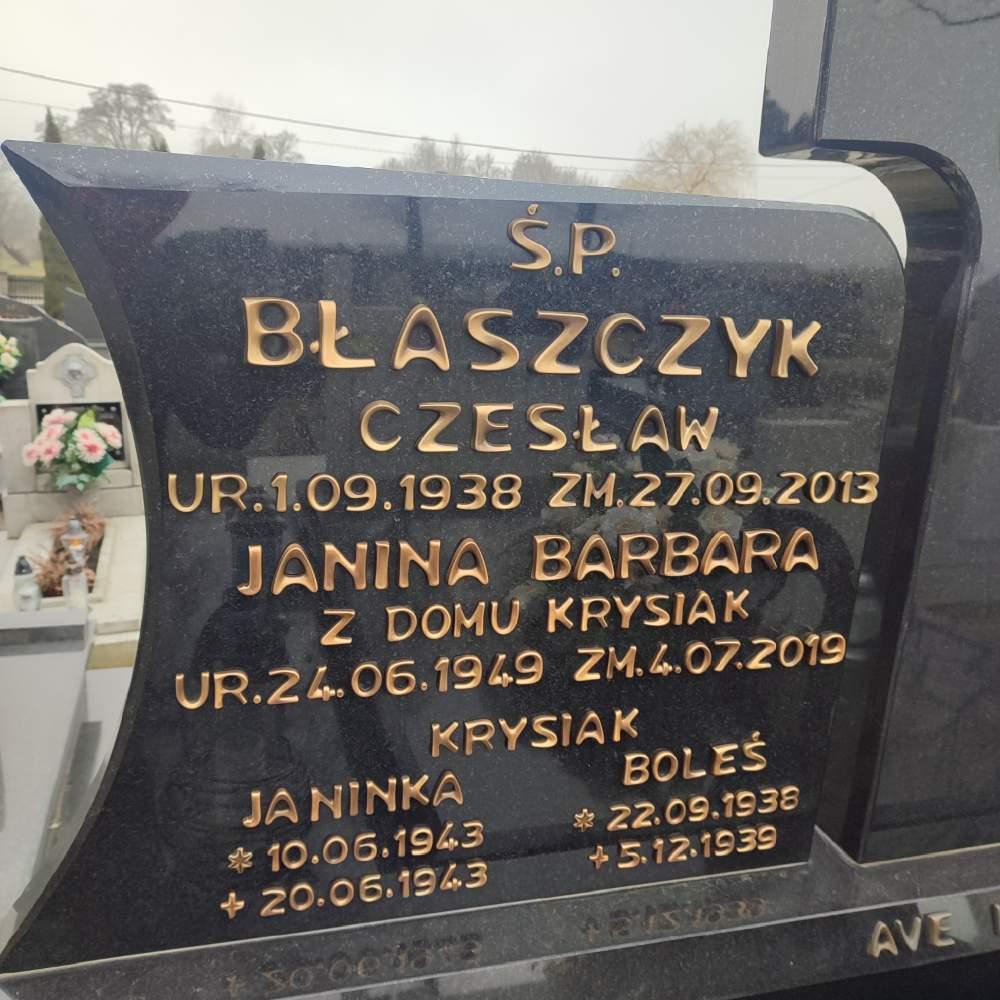 Ś.P.
BŁASZCZYK
CZESŁAW
UR.1.09.1938 ZM.27.09.2013
JANINA BARBARA
Z DOMU KRYSIAK
UR.24.06.1949 ZM.4.07.2019
KRYSIAK
JANINKA
* 10.06.1943
+ 20.06.1943
BOLEŚ
* 22.09.1938
+ 5.12.1939
AVE